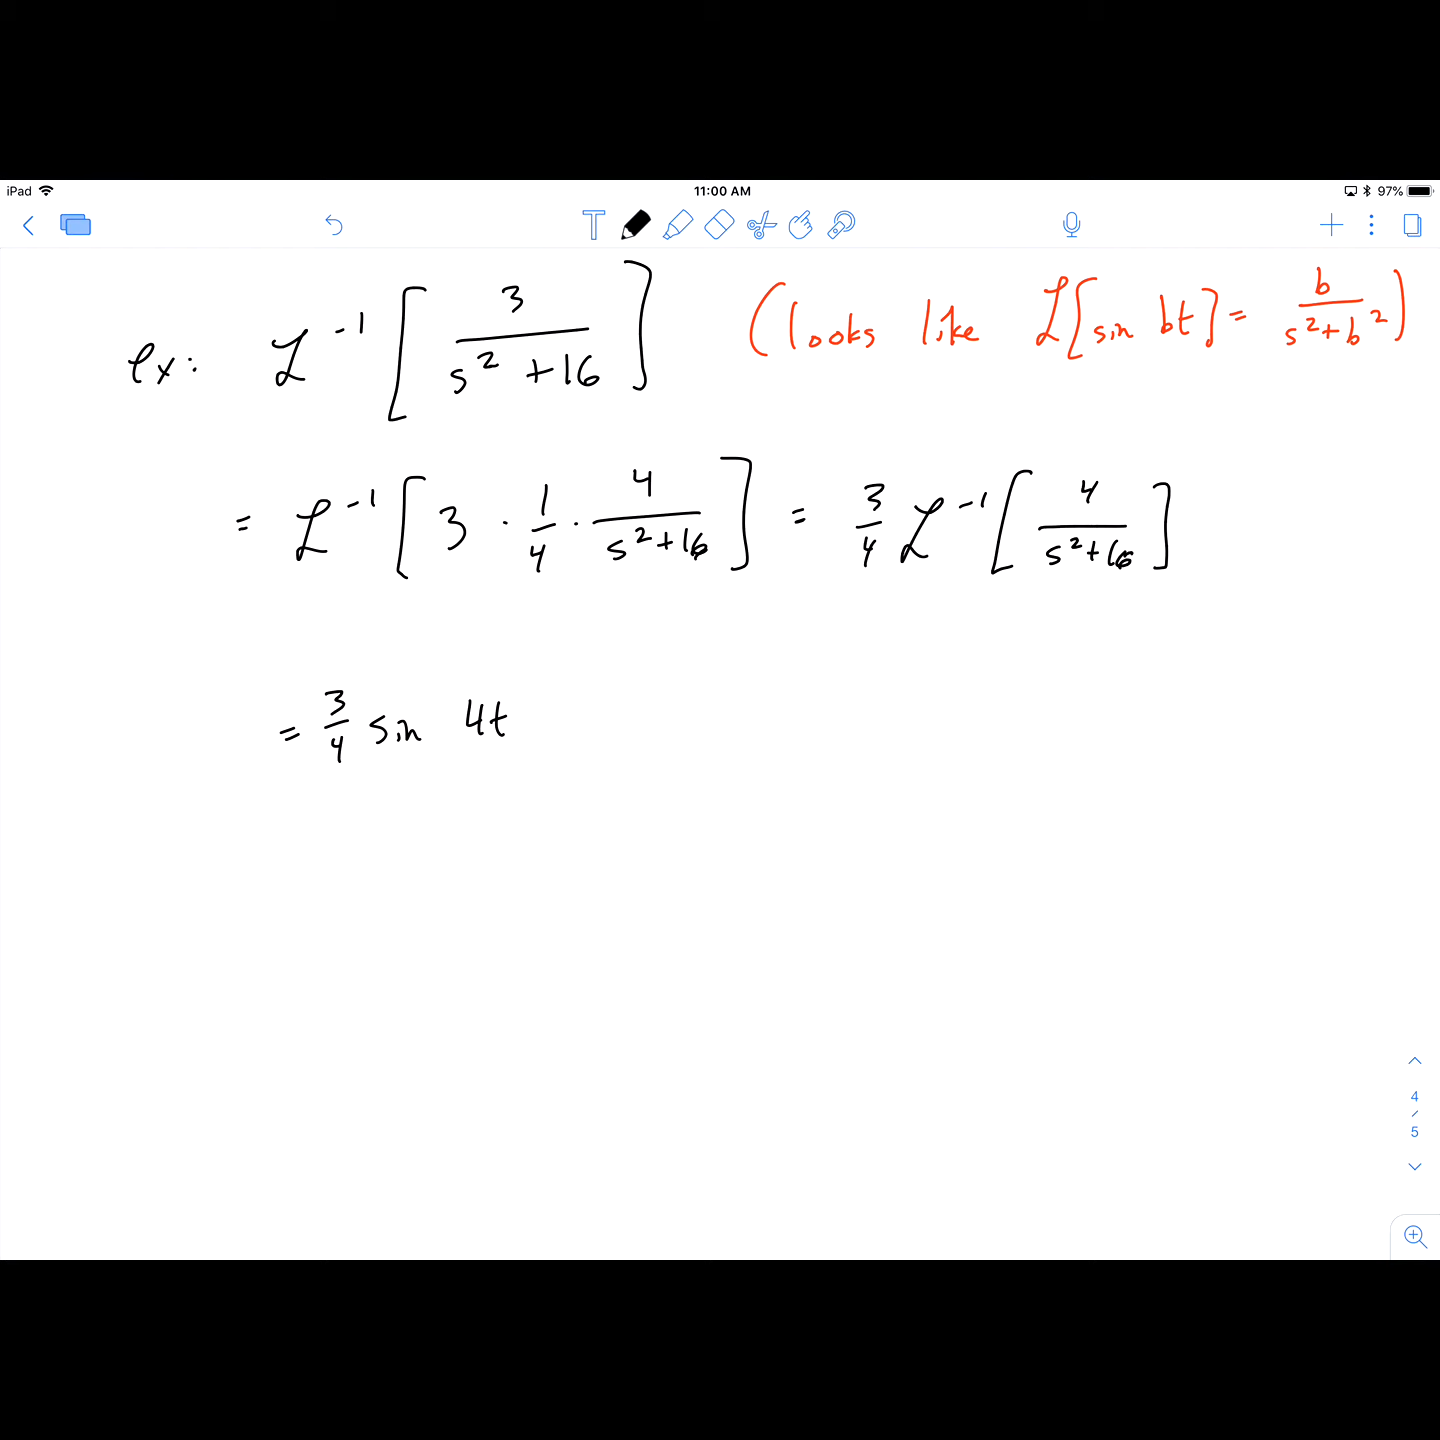 iPad 11:00 AM 97%
T
ex: ℒ⁻¹[3/(s²+16)] (looks like ℒ[sin bt] = b/(s²+b²))
= ℒ⁻¹[3 · 1/4 · 4/(s²+16)] = 3/4 ℒ⁻¹[4/(s²+16)]
= 3/4 sin 4t
4
/
5